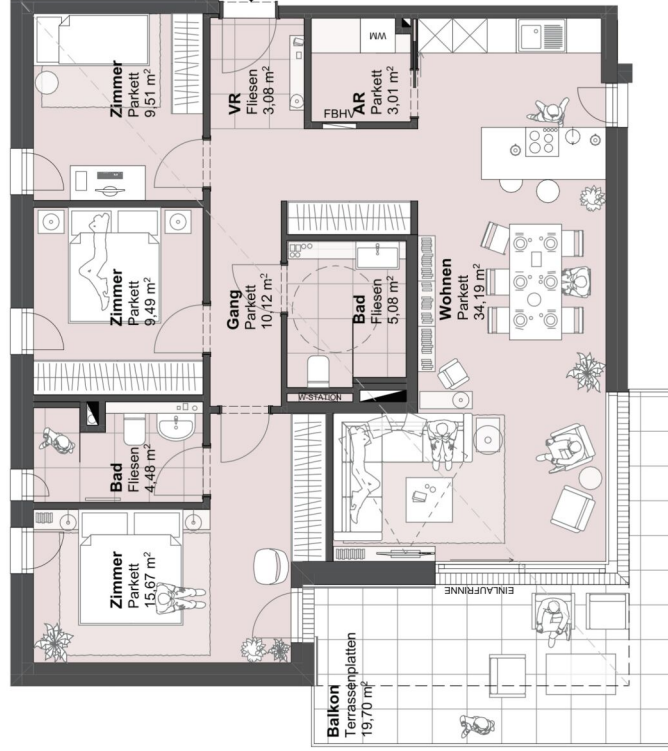 Zimmer
Parkett
9,51 m²
VR
Fliesen
3,08 m²
WM
FBHV
AR
Parkett
3,01 m²
Zimmer
Parkett
9,49 m²
Gang
Parkett
10,12 m²
Bad
Fliesen
5,08 m²
Wohnen
Parkett
34,19 m²
W-STATION
Bad
Fliesen
4,48 m²
Zimmer
Parkett
15,67 m²
EINLAUFRINNE
Balkon
Terrassenplatten
19,70 m²